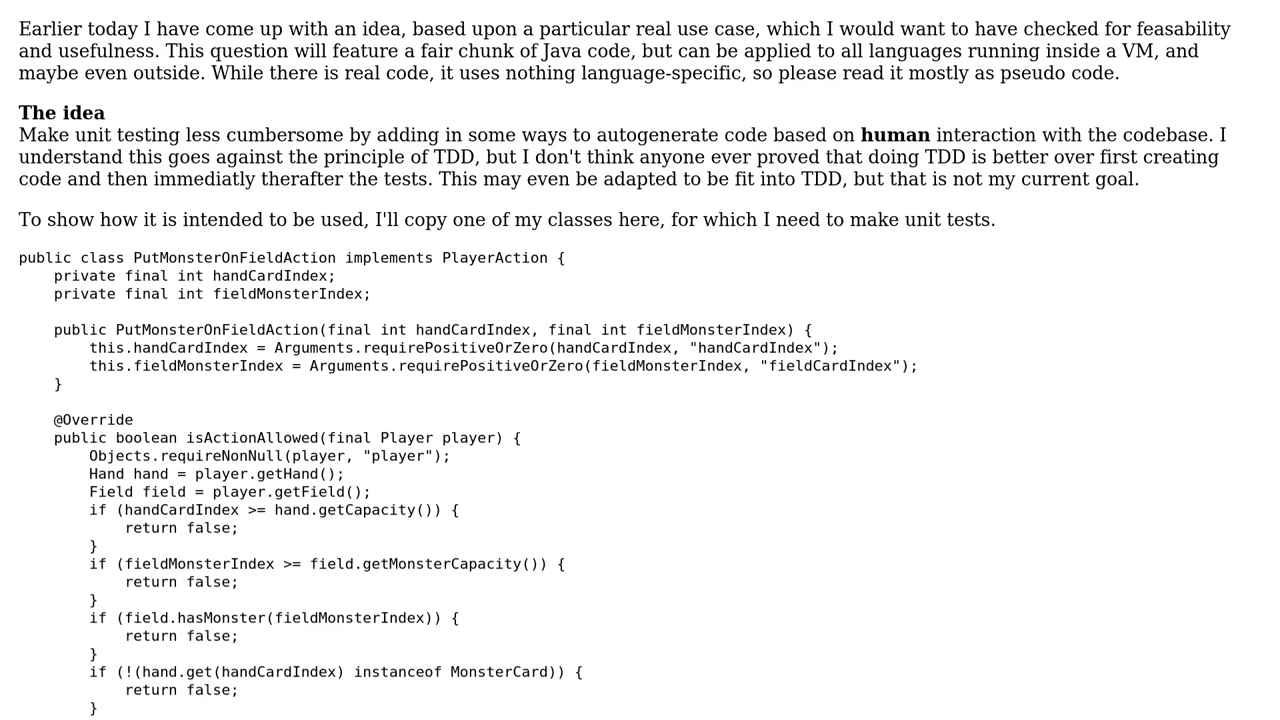 Earlier today I have come up with an idea, based upon a particular real use case, which I would want to have checked for feasability
and usefulness. This question will feature a fair chunk of Java code, but can be applied to all languages running inside a VM, and
maybe even outside. While there is real code, it uses nothing language-specific, so please read it mostly as pseudo code.
The idea
Make unit testing less cumbersome by adding in some ways to autogenerate code based on human interaction with the codebase. I
understand this goes against the principle of TDD, but I don't think anyone ever proved that doing TDD is better over first creating
code and then immediatly therafter the tests. This may even be adapted to be fit into TDD, but that is not my current goal.
To show how it is intended to be used, I'll copy one of my classes here, for which I need to make unit tests.
public class PutMonsterOnFieldAction implements PlayerAction {
    private final int handCardIndex;
    private final int fieldMonsterIndex;
    public PutMonsterOnFieldAction(final int handCardIndex, final int fieldMonsterIndex) {
        this.handCardIndex = Arguments.requirePositiveOrZero(handCardIndex, "handCardIndex");
        this.fieldMonsterIndex = Arguments.requirePositiveOrZero(fieldMonsterIndex, "fieldCardIndex");
    }
    @Override
    public boolean isActionAllowed(final Player player) {
        Objects.requireNonNull(player, "player");
        Hand hand = player.getHand();
        Field field = player.getField();
        if (handCardIndex >= hand.getCapacity()) {
            return false;
        }
        if (fieldMonsterIndex >= field.getMonsterCapacity()) {
            return false;
        }
        if (field.hasMonster(fieldMonsterIndex)) {
            return false;
        }
        if (!(hand.get(handCardIndex) instanceof MonsterCard)) {
            return false;
        }